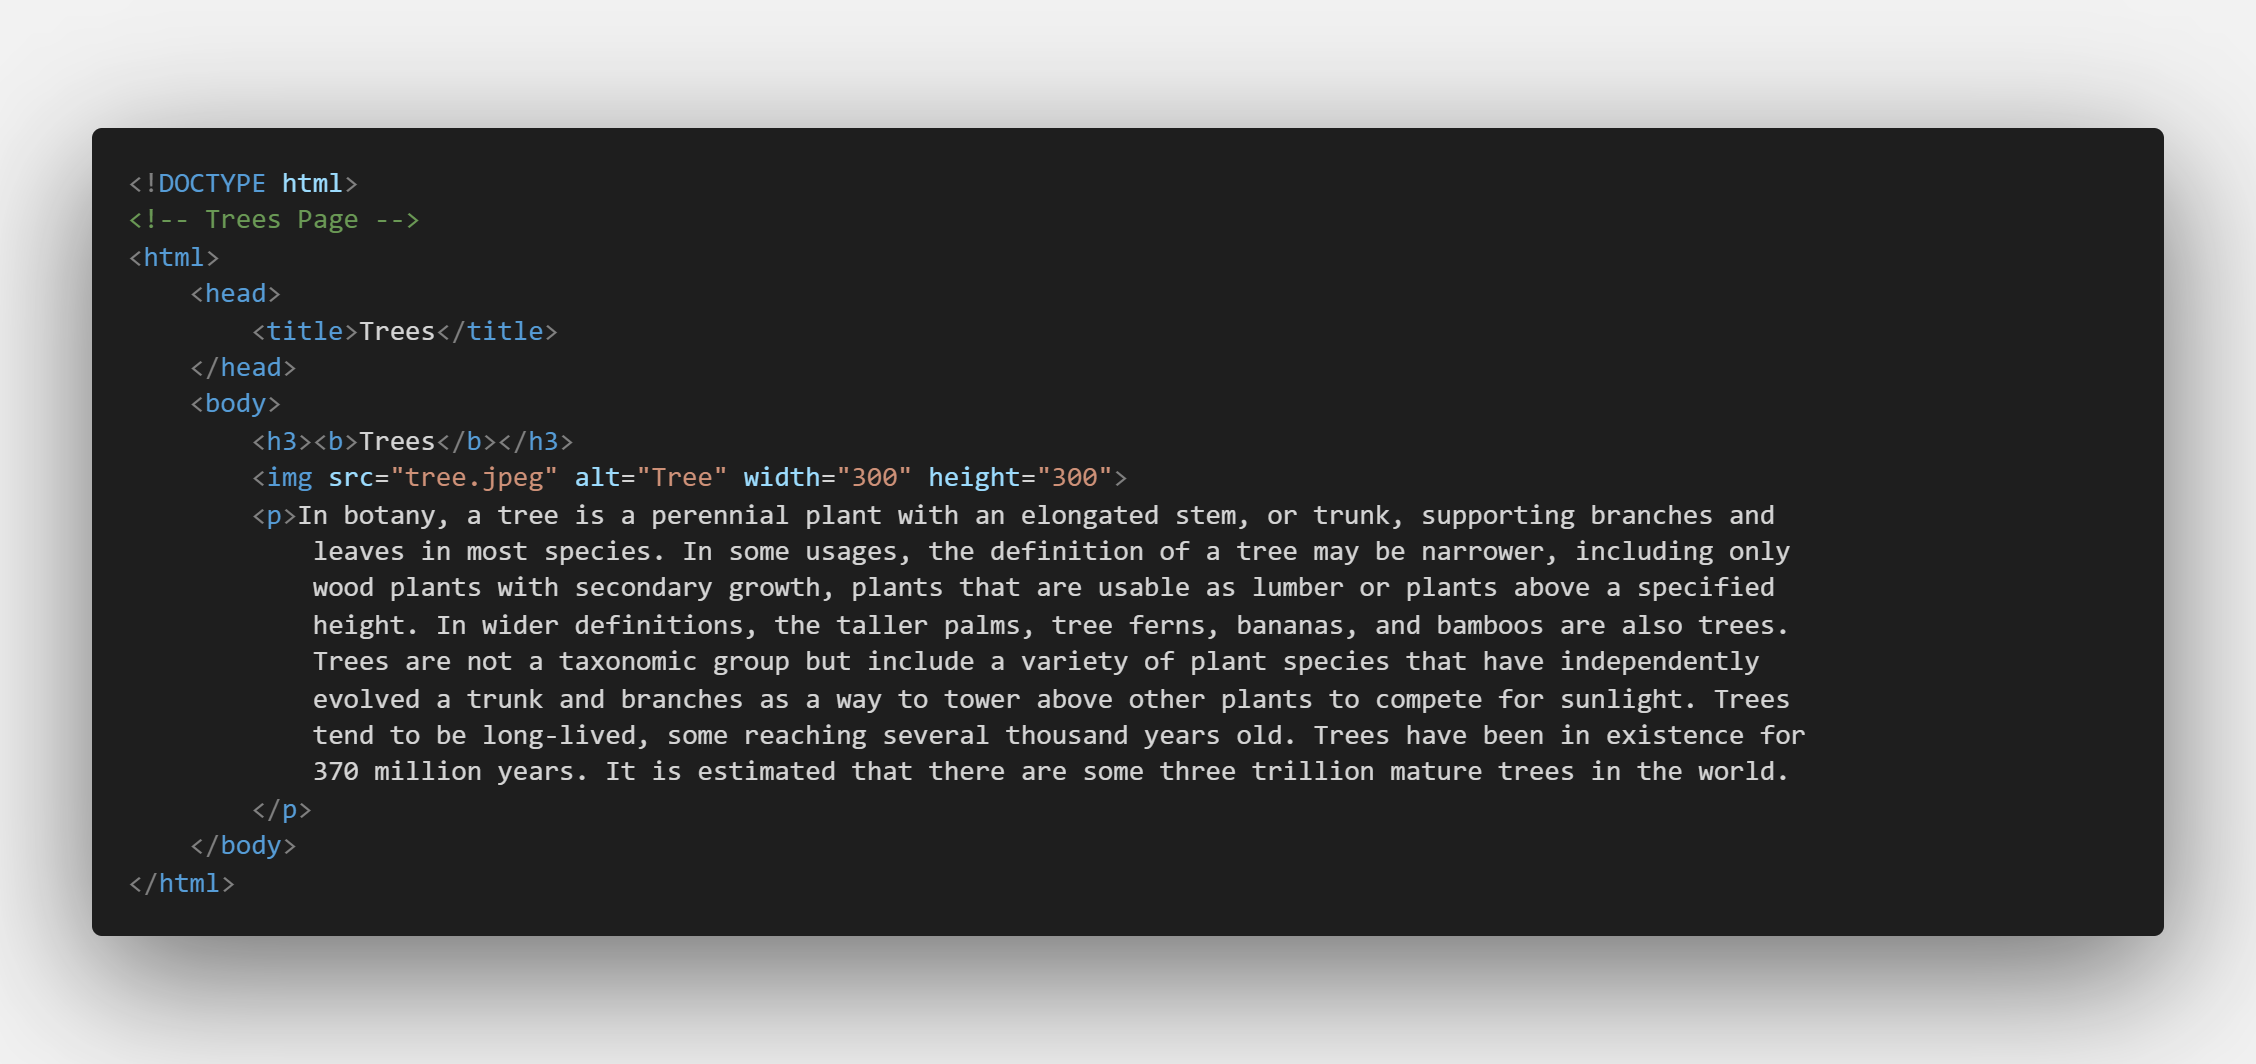 <!DOCTYPE html>
<!-- Trees Page -->
<html>
    <head>
        <title>Trees</title>
    </head>
    <body>
        <h3><b>Trees</b></h3>
        <img src="tree.jpeg" alt="Tree" width="300" height="300">
        <p>In botany, a tree is a perennial plant with an elongated stem, or trunk, supporting branches and
            leaves in most species. In some usages, the definition of a tree may be narrower, including only
            wood plants with secondary growth, plants that are usable as lumber or plants above a specified
            height. In wider definitions, the taller palms, tree ferns, bananas, and bamboos are also trees.
            Trees are not a taxonomic group but include a variety of plant species that have independently
            evolved a trunk and branches as a way to tower above other plants to compete for sunlight. Trees
            tend to be long-lived, some reaching several thousand years old. Trees have been in existence for
            370 million years. It is estimated that there are some three trillion mature trees in the world.
        </p>
    </body>
</html>